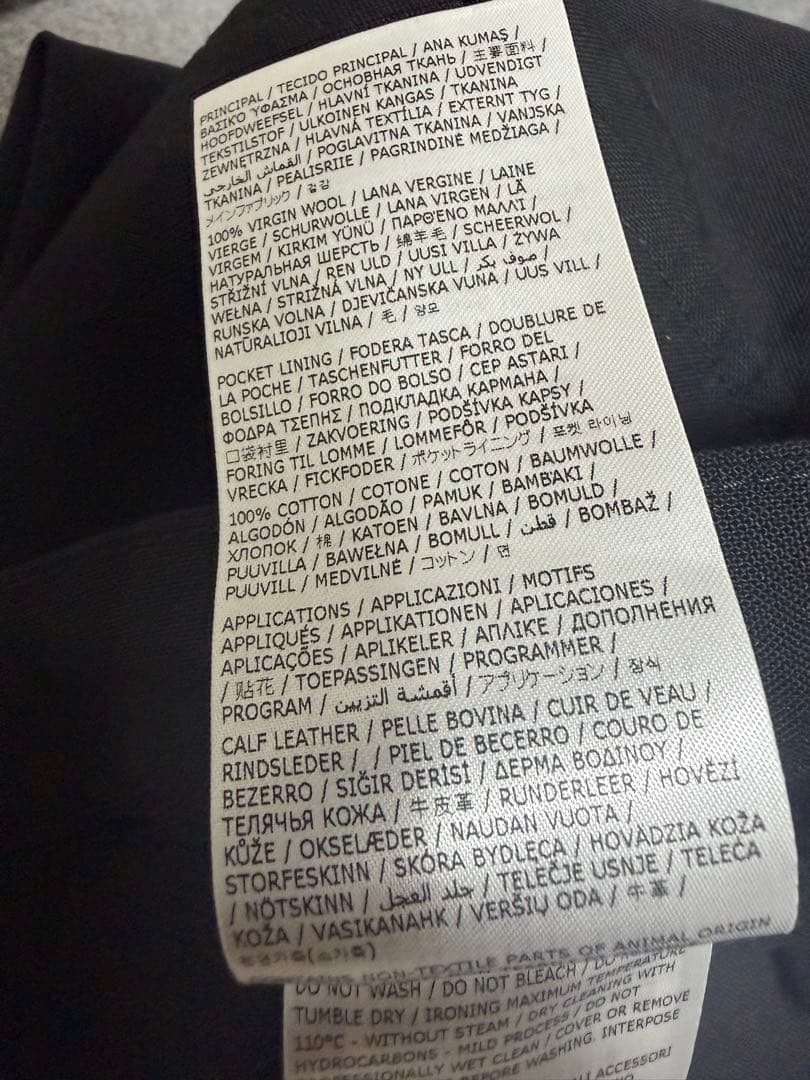 PRINCIPAL / TECIDO PRINCIPAL / ANA KUMAŞ /
ΒΑΣΙΚΟ ΎΦΑΣΜΑ / ОСНОВНАЯ ТКАНЬ / 主要面料 /
HOOFDWEEFSEL / HLAVNÍ TKANINA / UDVENDIGT
TEKSTILSTOF / ULKOINEN KANGAS / TKANINA
ZEWNĘTRZNA / HLAVNÁ TEXTÍLIA / EXTERNT TYG /
القماش الخارجي / POGLAVITNA TKANINA / VANJSKA
TKANINA / PEALISRIIE / PAGRINDINĖ MEDŽIAGA /
メインファブリック / 겉감
100% VIRGIN WOOL / LANA VERGINE / LAINE
VIERGE / SCHURWOLLE / LANA VIRGEN / LÃ
VIRGEM / KIRKIM YÜNÜ / ΠΑΡΘΈΝΟ ΜΑΛΛΊ /
НАТУРАЛЬНАЯ ШЕРСТЬ / 绵羊毛 / SCHEERWOL /
STŘIŽNÍ VLNA / REN ULD / UUSI VILLA / ŻYWA
WEŁNA / STRIŽNÁ VLNA / NY ULL / صوف بكر /
RUNSKA VOLNA / DJEVIČANSKA VUNA / UUS VILL /
NATŪRALIOJI VILNA / 毛 / 양모
POCKET LINING / FODERA TASCA / DOUBLURE DE
LA POCHE / TASCHENFUTTER / FORRO DEL
BOLSILLO / FORRO DO BOLSO / CEP ASTARI /
ΦΟΔΡΑ ΤΣΕΠΗΣ / ПОДКЛАДКА КАРМАНА /
口袋衬里 / ZAKVOERING / PODŠÍVKA KAPSY /
FORING TIL LOMME / LOMMEFÔR / PODŠÍVKA
VRECKA / FICKFODER / ポケットライニング / 포켓 라이닝
100% COTTON / COTONE / COTON / BAUMWOLLE /
ALGODÓN / ALGODÃO / PAMUK / ΒΑΜΒΆΚΙ /
ХЛОПОК / 棉 / KATOEN / BAVLNA / BOMULD /
PUUVILLA / BAWEŁNA / BOMULL / قطن / BOMBAŽ /
PUUVILL / MEDVILNĖ / コットン / 면
APPLICATIONS / APPLICAZIONI / MOTIFS
APPLIQUÉS / APPLIKATIONEN / APLICACIONES /
APLICAÇÕES / APLIKELER / ΑΠΛΙΚΕ / ДОПОЛНЕНИЯ
/ 贴花 / TOEPASSINGEN / PROGRAMMER /
PROGRAM / أقمشة التزيين / アプリケーション / 장식
CALF LEATHER / PELLE BOVINA / CUIR DE VEAU /
RINDSLEDER / / PIEL DE BECERRO / COURO DE
BEZERRO / SIĞIR DERİSİ / ΔΕΡΜΑ ΒΟΔΙΝΟΥ /
ТЕЛЯЧЬЯ КОЖА / 牛皮革 / RUNDERLEER / HOVĚZÍ
KŮŽE / OKSELÆDER / NAUDAN VUOTA /
STORFESKINN / SKÓRA BYDLĘCA / HOVÄDZIA KOŽA
/ NÖTSKINN / جلد العجل / TELEČJE USNJE / TELEĆA
KOŽA / VASIKANAHK / VERŠIŲ ODA / 牛革 /
NON-TEXTILE PARTS OF ANIMAL ORIGIN
DO NOT WASH / DO NOT BLEACH /
TUMBLE DRY / IRONING MAXIMUM TEMPERATURE
110°C - WITHOUT STEAM / DRY CLEANING WITH
HYDROCARBONS - MILD PROCESS / DO NOT
WET CLEAN / COVER OR REMOVE
BEFORE WASHING. INTERPOSE
ACCESSORI